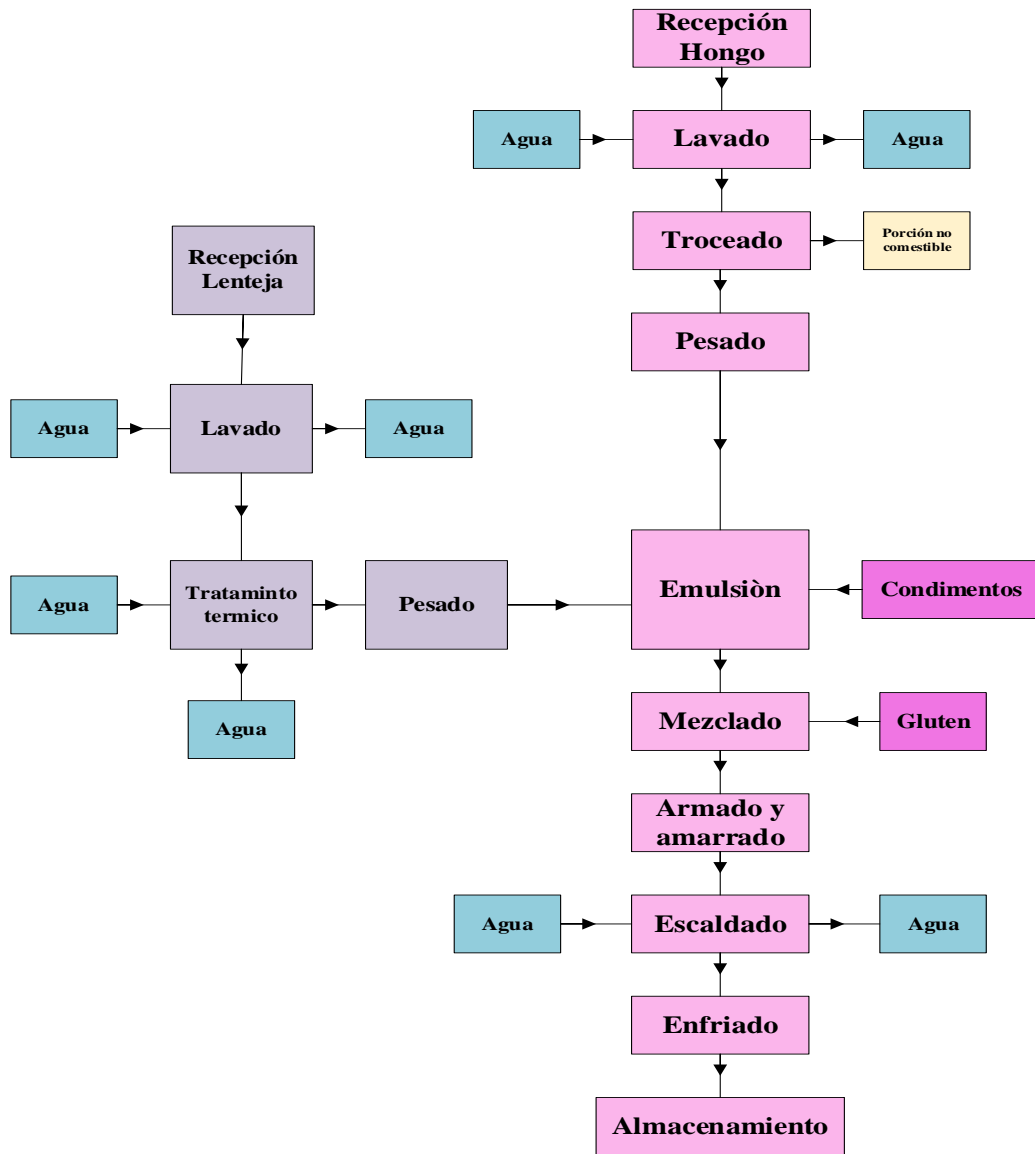 Recepción
Hongo
Agua
Lavado
Agua
Troceado
Porción no
comestible
Recepción
Lenteja
Pesado
Agua
Lavado
Agua
Agua
Trataminto
termico
Pesado
Emulsiòn
Condimentos
Agua
Mezclado
Gluten
Armado y
amarrado
Agua
Escaldado
Agua
Enfriado
Almacenamiento